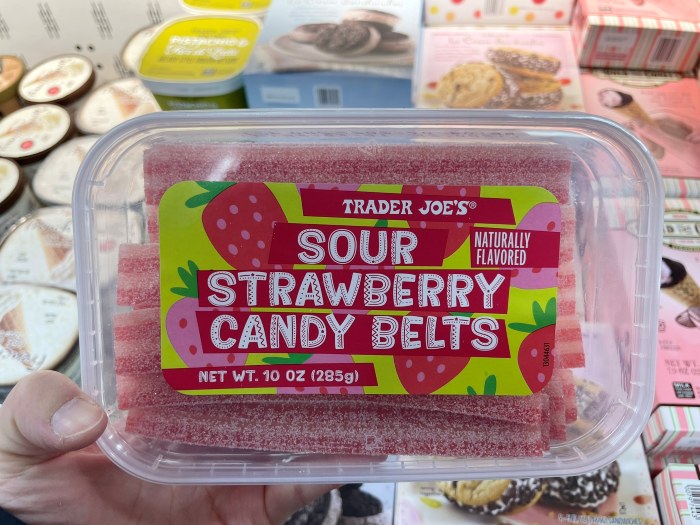 TRADER JOE'S®
SOUR
NATURALLY
FLAVORED
STRAWBERRY
CANDY BELTS
NET WT. 10 OZ (285g)